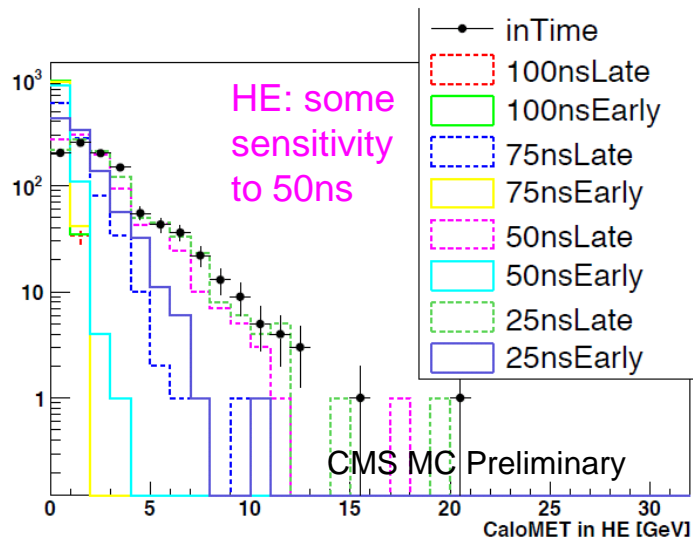 inTime
100nsLate
100nsEarly
75nsLate
75nsEarly
50nsLate
50nsEarly
25nsLate
25nsEarly
HE: some
sensitivity
to 50ns
10³
10²
10
1
CMS MC Preliminary
0 5 10 15 20 25 30
CaloMET in HE [GeV]